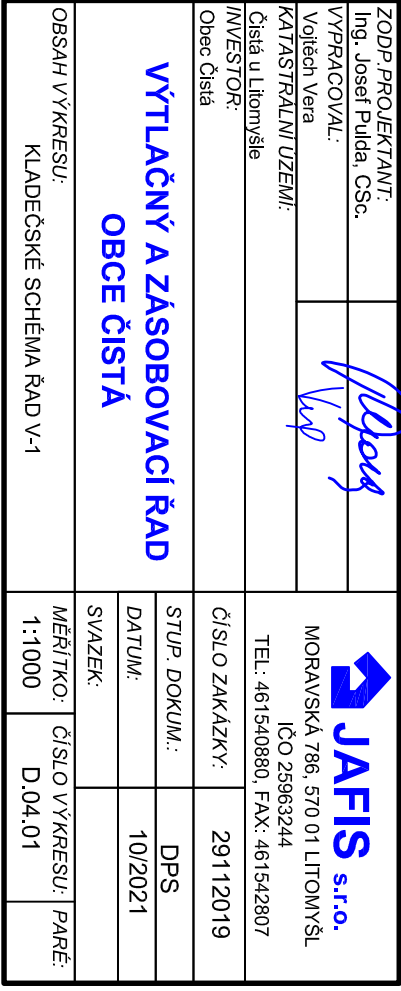 ZODP.PROJEKTANT:
Ing. Josef Pulda, CSc.
VYPRACOVAL:
Vojtěch Vera
KATASTRÁLNÍ ÚZEMÍ:
Čistá u Litomyšle
INVESTOR:
Obec Čistá
JAFIS s.r.o.
MORAVSKÁ 786, 570 01 LITOMYŠL
IČO 25963244
TEL.: 461540880, FAX: 461542807
VÝTLAČNÝ A ZÁSOBOVACÍ ŘAD
OBCE ČISTÁ
ČÍSLO ZAKÁZKY: 29112019
STUP. DOKUM.: DPS
DATUM: 10/2021
SVAZEK:
OBSAH VÝKRESU:
KLADEČSKÉ SCHÉMA ŘAD V-1
MĚŘÍTKO:
1:1000
ČÍSLO VÝKRESU:
D.04.01
PARÉ: